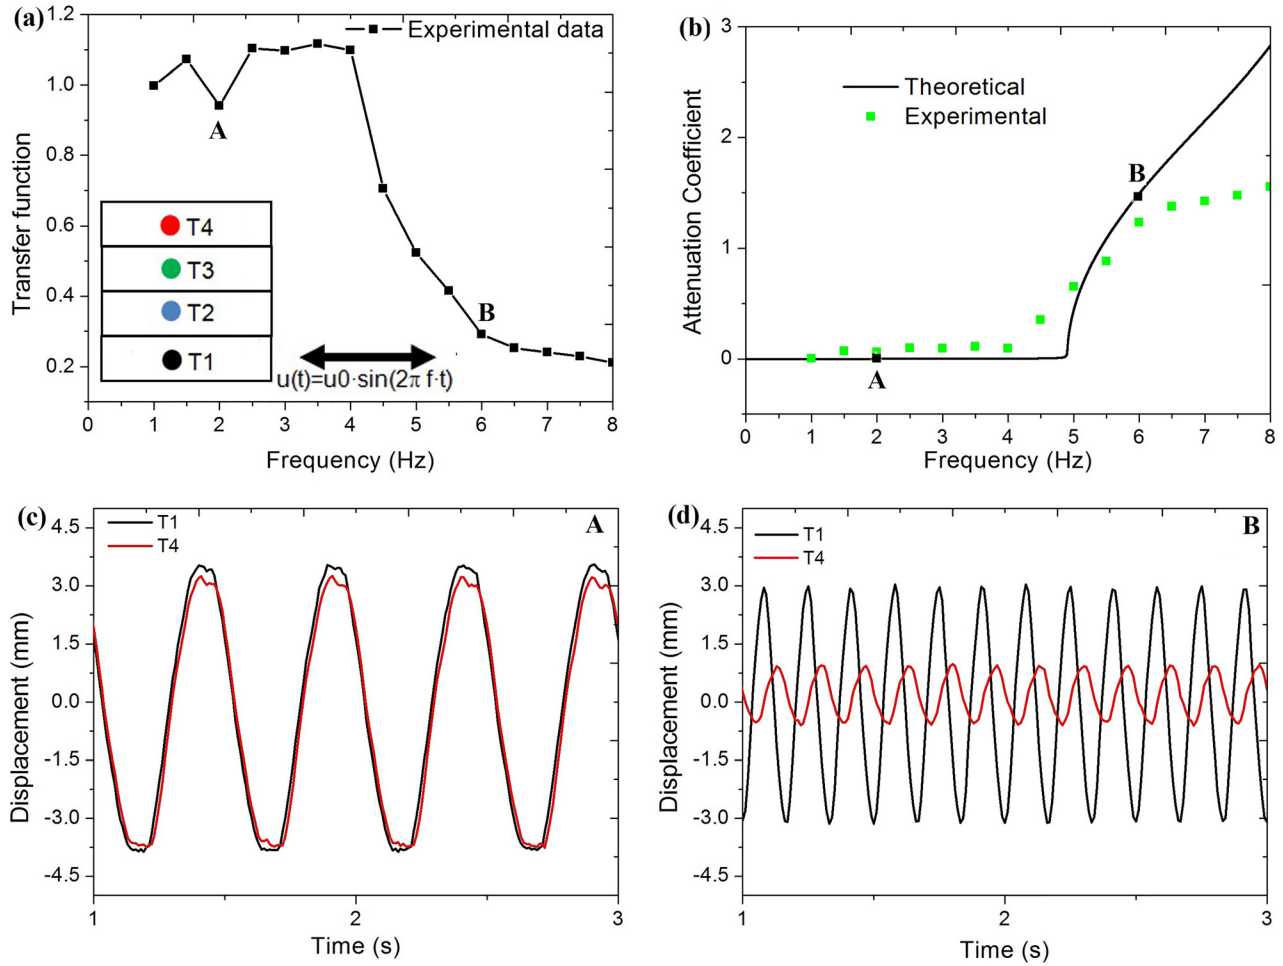 (a)
1.2
1.0
0.8
0.6
0.4
0.2
Transfer function
Experimental data
A
B
T4
T3
T2
T1
u(t)=u0·sin(2π f·t)
0 1 2 3 4 5 6 7 8
Frequency (Hz)
(b)
3
2
1
0
Attenuation Coefficient
Theoretical
Experimental
B
A
0 1 2 3 4 5 6 7 8
Frequency (Hz)
(c)
4.5
3.0
1.5
0.0
-1.5
-3.0
-4.5
Displacement (mm)
T1
T4
A
1 2 3
Time (s)
(d)
4.5
3.0
1.5
0.0
-1.5
-3.0
-4.5
Displacement (mm)
T1
T4
B
1 2 3
Time (s)